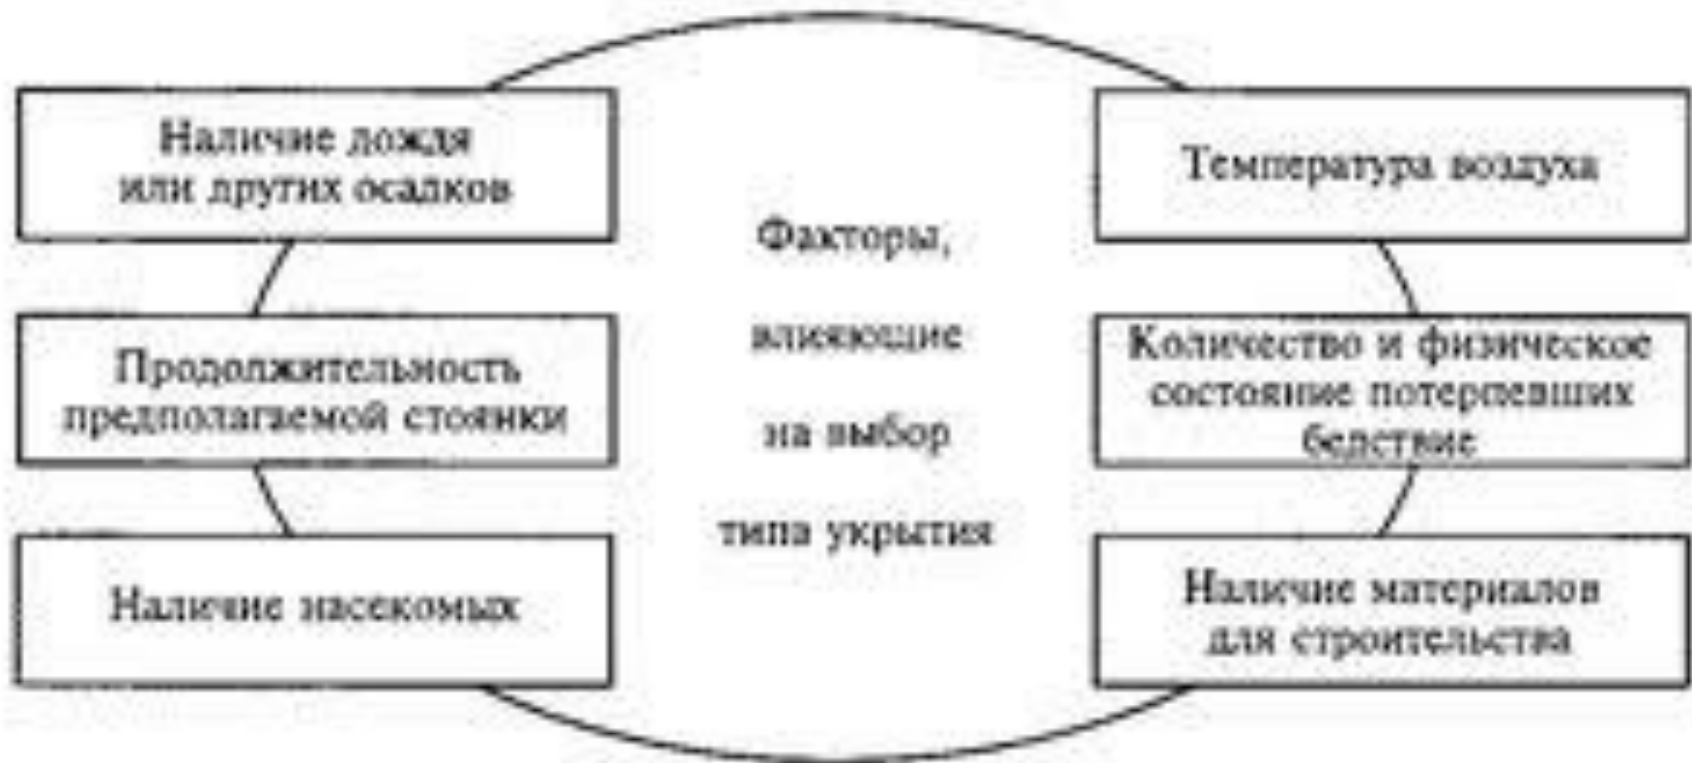 Наличие дождя
или других осадков
Продолжительность
предполагаемой стоянки
Наличие насекомых
Факторы,
влияющие
на выбор
типа укрытия
Температура воздуха
Количество и физическое
состояние потерпевших
бедствие
Наличие материалов
для строительства